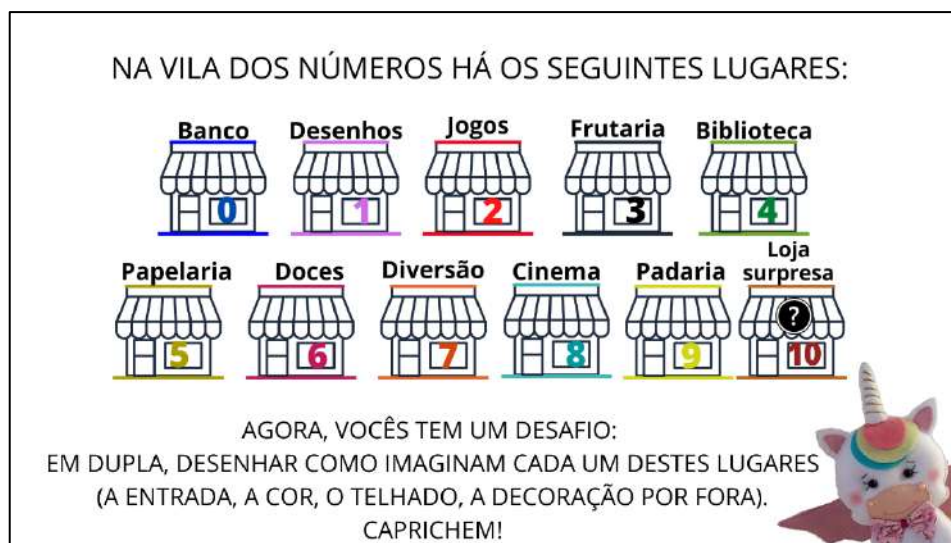 NA VILA DOS NÚMEROS HÁ OS SEGUINTES LUGARES:
Banco Desenhos Jogos Frutaria Biblioteca
0 1 2 3 4
Papelaria Doces Diversão Cinema Padaria Loja surpresa
?
5 6 7 8 9 10
AGORA, VOCÊS TEM UM DESAFIO:
EM DUPLA, DESENHAR COMO IMAGINAM CADA UM DESTES LUGARES
(A ENTRADA, A COR, O TELHADO, A DECORAÇÃO POR FORA).
CAPRICHEM!